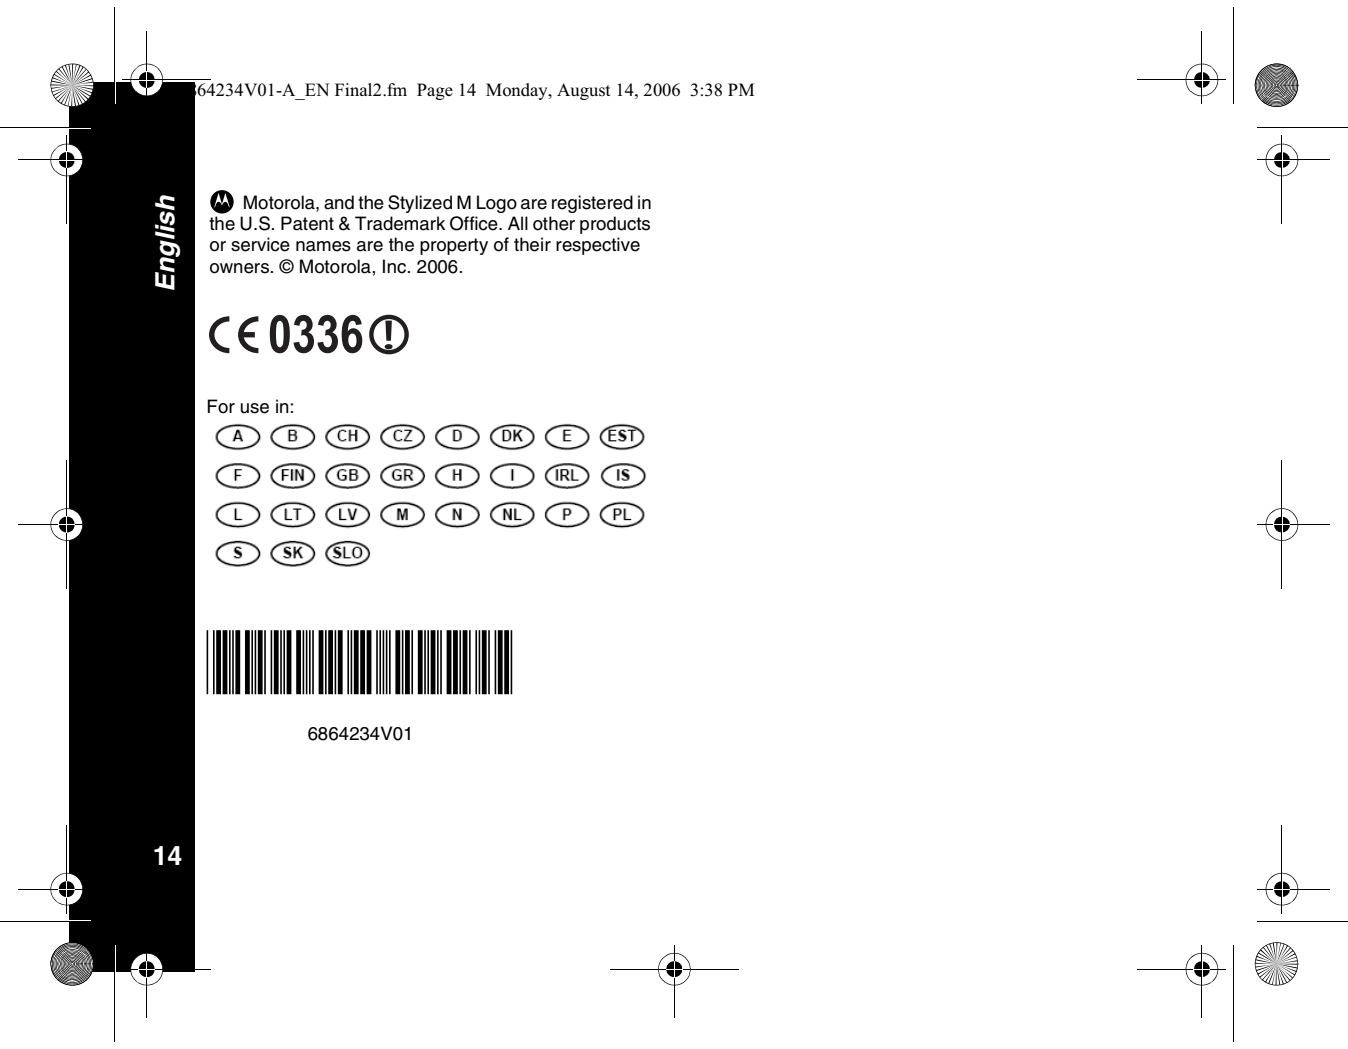 64234V01-A_EN Final2.fm Page 14 Monday, August 14, 2006 3:38 PM
English
Motorola, and the Stylized M Logo are registered in
the U.S. Patent & Trademark Office. All other products
or service names are the property of their respective
owners. © Motorola, Inc. 2006.
CE 0336
For use in:
A B CH CZ D DK E EST
F FIN GB GR H I IRL IS
L LT LV M N NL P PL
S SK SLO
6864234V01
14